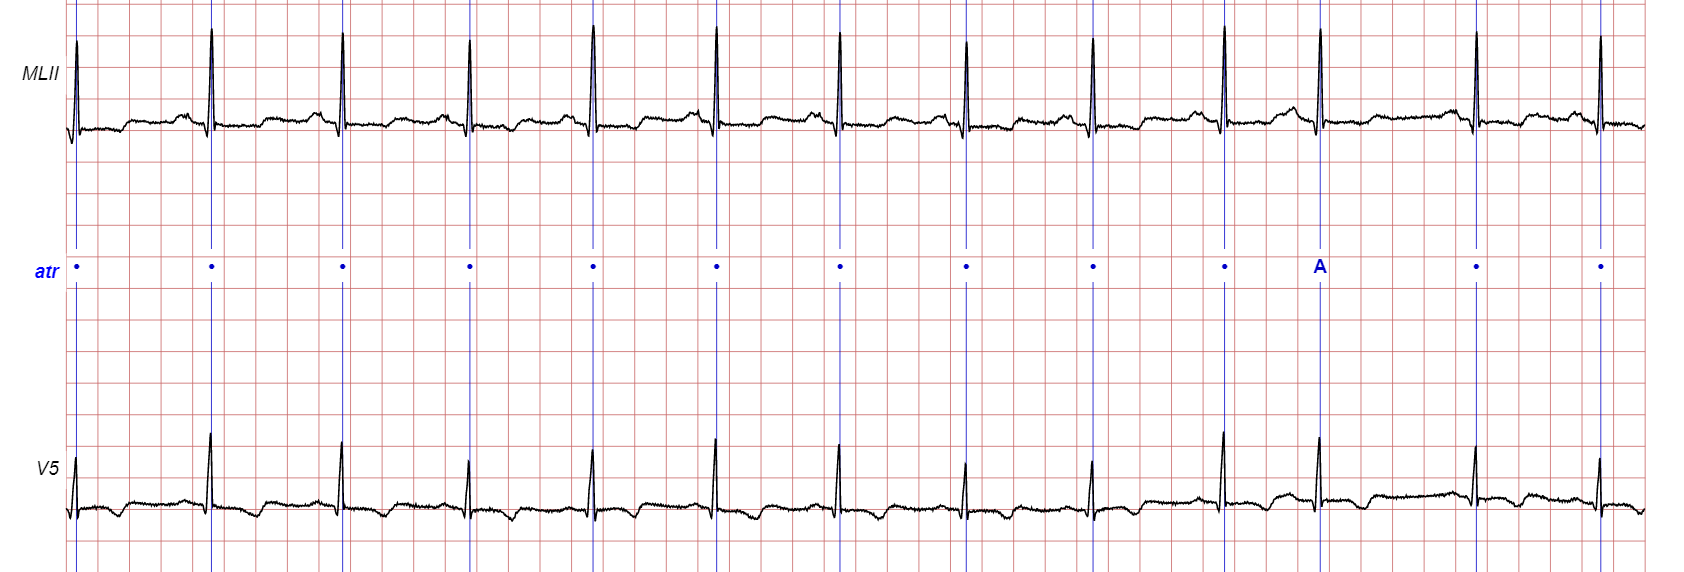 MLII
atr • • • • • • • • • • A • •
V5